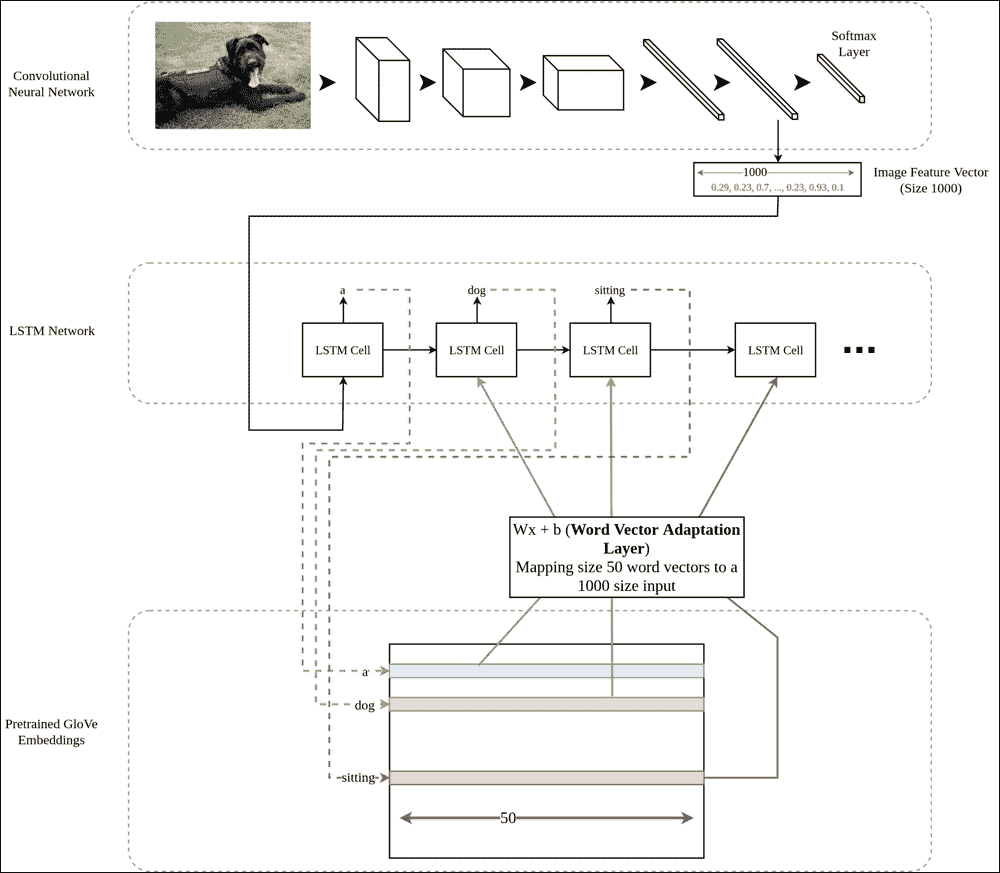 Convolutional
Neural Network
Softmax
Layer
1000
0.29, 0.23, 0.7, ..., 0.23, 0.93, 0.1
Image Feature Vector
(Size 1000)
LSTM Network
a
dog
sitting
LSTM Cell
LSTM Cell
LSTM Cell
LSTM Cell
Wx + b (Word Vector Adaptation
Layer)
Mapping size 50 word vectors to a
1000 size input
Pretrained GloVe
Embeddings
a
dog
sitting
50